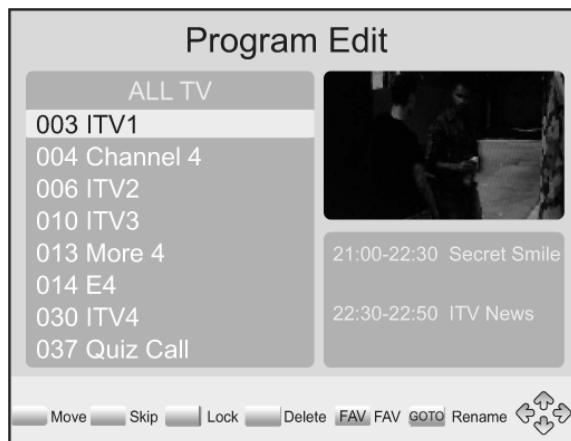 Program Edit
ALL TV
003 ITV1
004 Channel 4
006 ITV2
010 ITV3
013 More 4
014 E4
030 ITV4
037 Quiz Call
21:00-22:30 Secret Smile
22:30-22:50 ITV News
Move Skip Lock Delete FAV FAV GOTO Rename